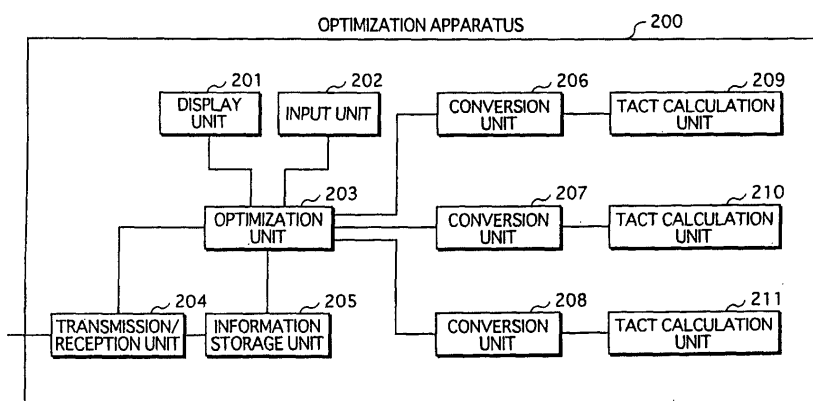 OPTIMIZATION APPARATUS
200
201
202
206
209
DISPLAY
UNIT
INPUT UNIT
CONVERSION
UNIT
TACT CALCULATION
UNIT
203
207
210
OPTIMIZATION
UNIT
CONVERSION
UNIT
TACT CALCULATION
UNIT
204
205
208
211
TRANSMISSION/
RECEPTION UNIT
INFORMATION
STORAGE UNIT
CONVERSION
UNIT
TACT CALCULATION
UNIT